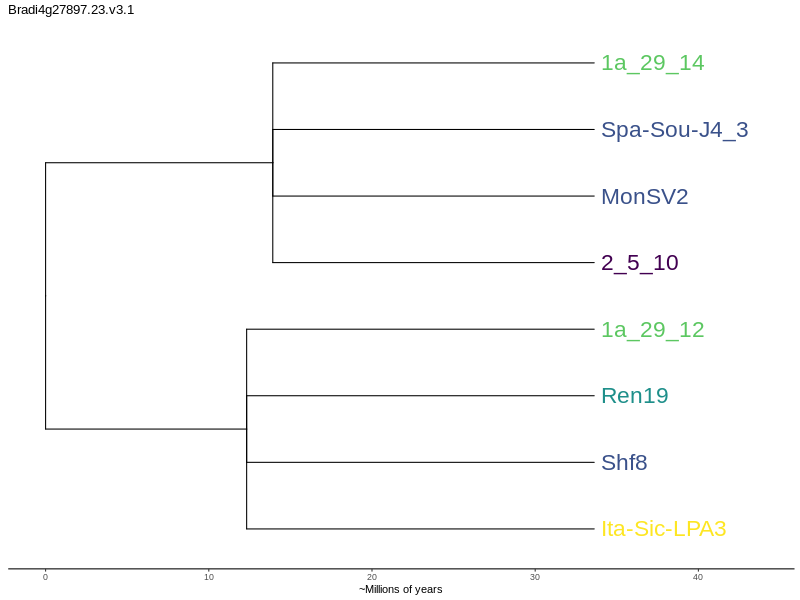 Bradi4g27897.23.v3.1
1a_29_14
Spa-Sou-J4_3
MonSV2
2_5_10
1a_29_12
Ren19
Shf8
Ita-Sic-LPA3
0 10 20 30 40
~Millions of years